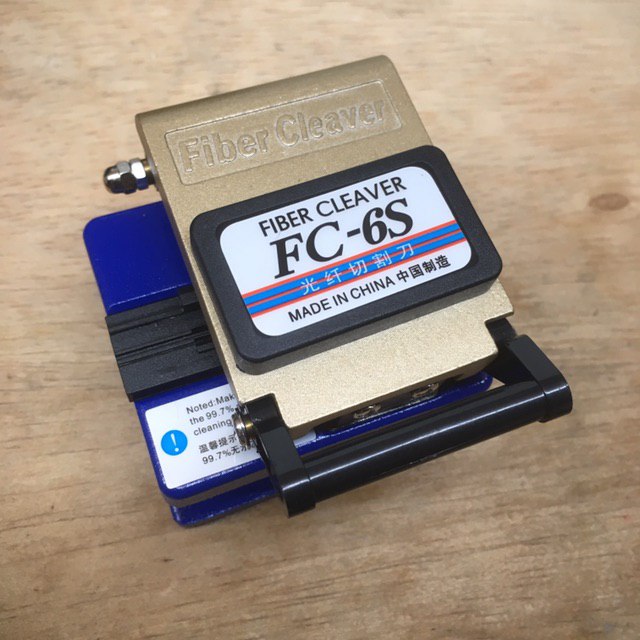 Fiber Cleaver
FIBER CLEAVER
FC-6S
光纤切割刀
MADE IN CHINA 中国制造
Noted:Mak
the 99.7%
cleaning
温馨提示
99.7%无水